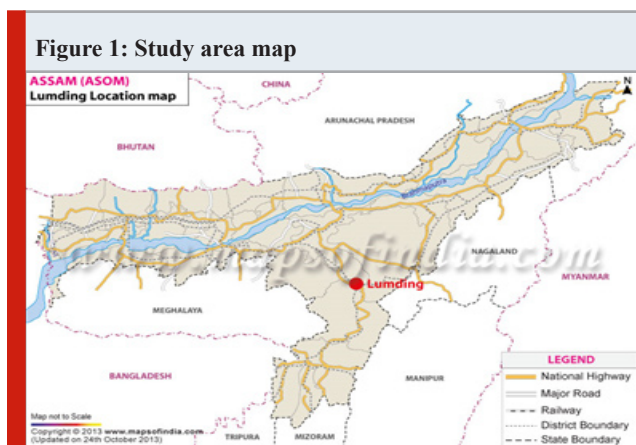 Figure 1: Study area map
ASSAM (ASOM)
Lumding Location map
CHINA
N
ARUNACHAL PRADESH
BHUTAN
Brahmaputra
NAGALAND
www.mapsofindia.com
MYANMAR
Lumding
MEGHALAYA
BANGLADESH
MANIPUR
LEGEND
National Highway
Major Road
Railway
District Boundary
State Boundary
Map not to Scale
Copyright © 2013 www.mapsofindia.com
(Updated on 24th October 2013)
TRIPURA
MIZORAM